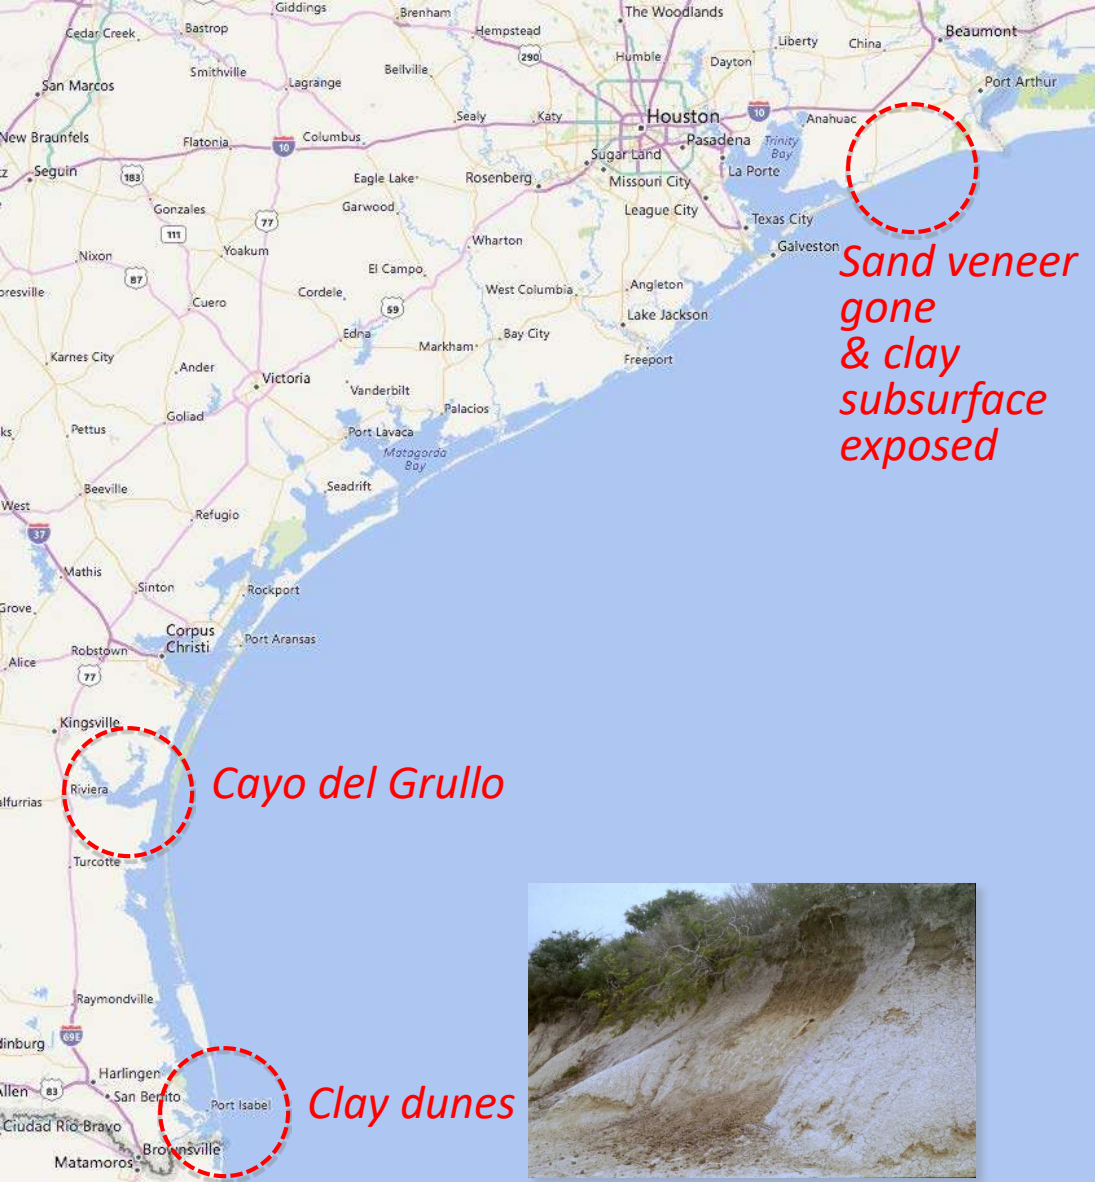 Giddings
Brenham
The Woodlands
Cedar Creek
Bastrop
Hempstead
Beaumont
290
Liberty
China
Humble
Dayton
Smithville
Bellville
San Marcos
Lagrange
Port Arthur
Sealy
Katy
Houston
10
Anahuac
New Braunfels
Flatonia
10
Columbus
Pasadena
Trinity
Bay
Sugar Land
tz
Seguin
183
Eagle Lake
Rosenberg
Missouri City
La Porte
Gonzales
77
Garwood
League City
Texas City
111
Wharton
Galveston
Nixon
Yoakum
Sand veneer
gone
& clay
subsurface
exposed
oresville
87
El Campo
Cuero
Cordele
West Columbia
Angleton
59
Lake Jackson
Edna
Markham
Bay City
Karnes City
Freeport
Ander
Victoria
Vanderbilt
Goliad
Palacios
ks
Pettus
Port Lavaca
Matagorda
Bay
Beeville
Seadrift
West
Refugio
37
Mathis
Sinton
Rockport
Grove
Corpus
Christi
Port Aransas
Robstown
Alice
77
Kingsville
Riviera
Cayo del Grullo
alfurrias
Turcotte
Raymondville
dinburg
69E
Harlingen
Allen
83
San Benito
Port Isabel
Clay dunes
Ciudad Rio Bravo
Brownsville
Matamoros